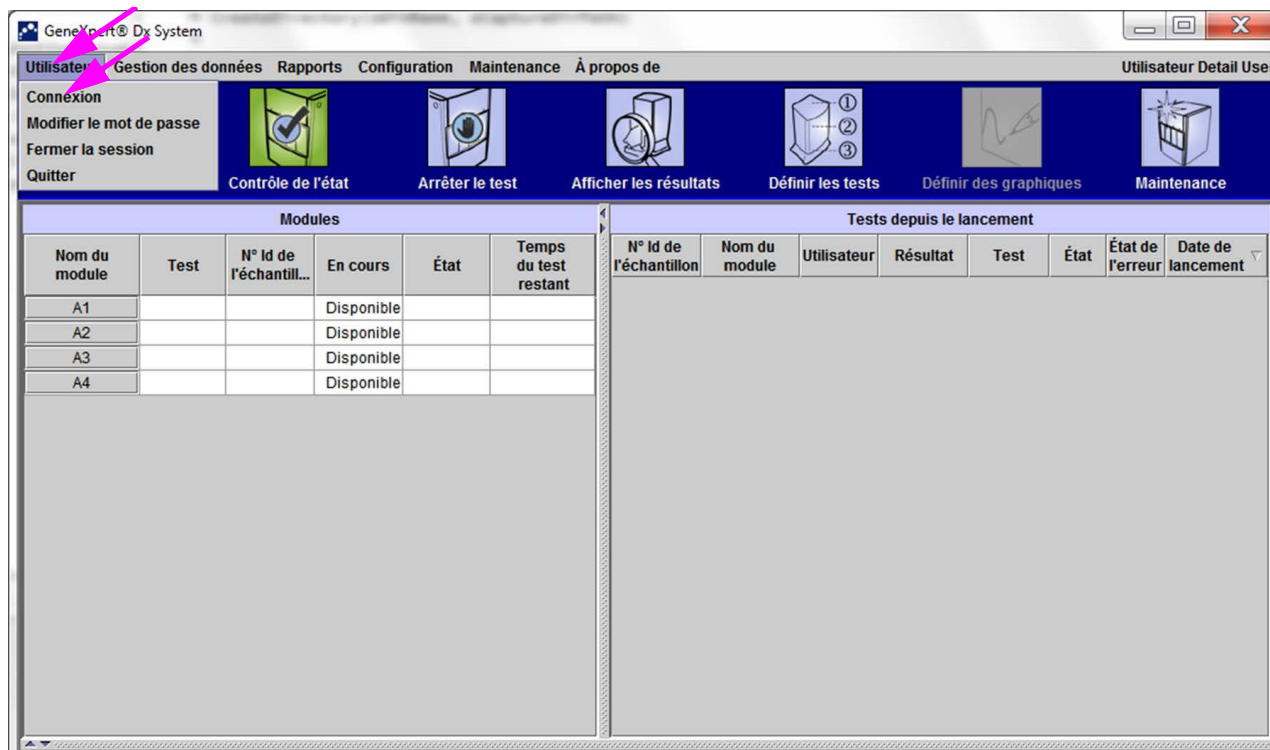 GeneXpert® Dx System
Utilisateur Gestion des données Rapports Configuration Maintenance À propos de Utilisateur Detail Use
Connexion
Modifier le mot de passe
Fermer la session
Quitter
Contrôle de l'état Arrêter le test Afficher les résultats Définir les tests Définir des graphiques Maintenance
Modules
Nom du module Test N° Id de l'échantill... En cours État Temps du test restant
A1 Disponible
A2 Disponible
A3 Disponible
A4 Disponible
Tests depuis le lancement
N° Id de l'échantillon Nom du module Utilisateur Résultat Test État État de l'erreur Date de lancement